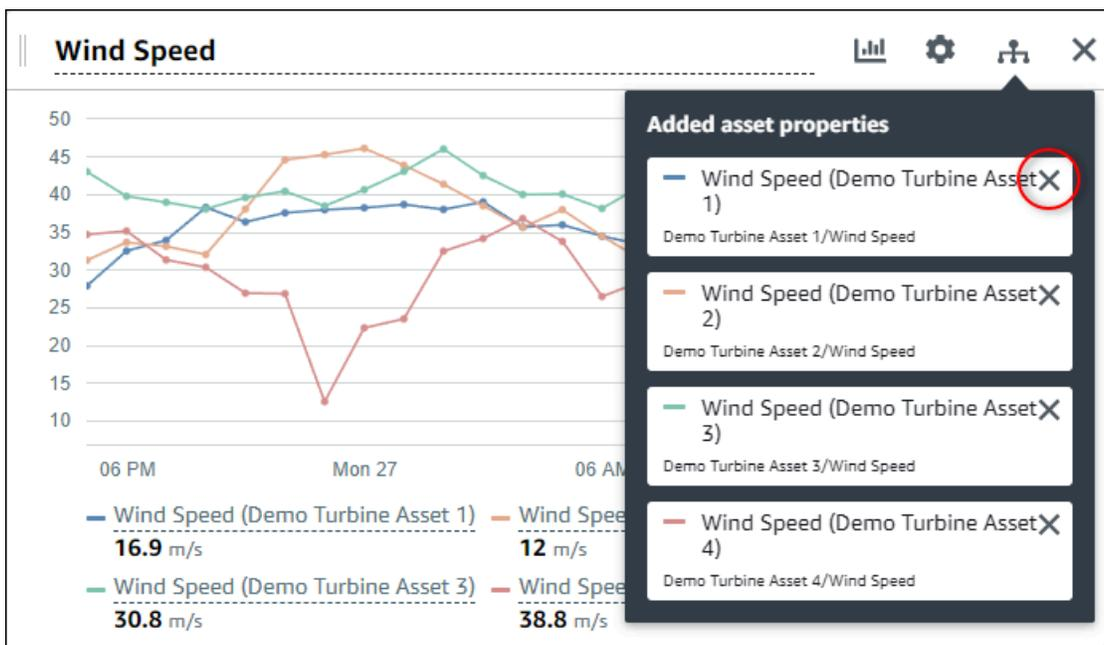 Wind Speed
50
45
40
35
30
25
20
15
10
06 PM
Mon 27
06 AM
Wind Speed (Demo Turbine Asset 1)
16.9 m/s
Wind Spee
12 m/s
Wind Speed (Demo Turbine Asset 3)
30.8 m/s
Wind Spee
38.8 m/s
Added asset properties
Wind Speed (Demo Turbine Asset
1)
Demo Turbine Asset 1/Wind Speed
Wind Speed (Demo Turbine Asset
2)
Demo Turbine Asset 2/Wind Speed
Wind Speed (Demo Turbine Asset
3)
Demo Turbine Asset 3/Wind Speed
Wind Speed (Demo Turbine Asset
4)
Demo Turbine Asset 4/Wind Speed